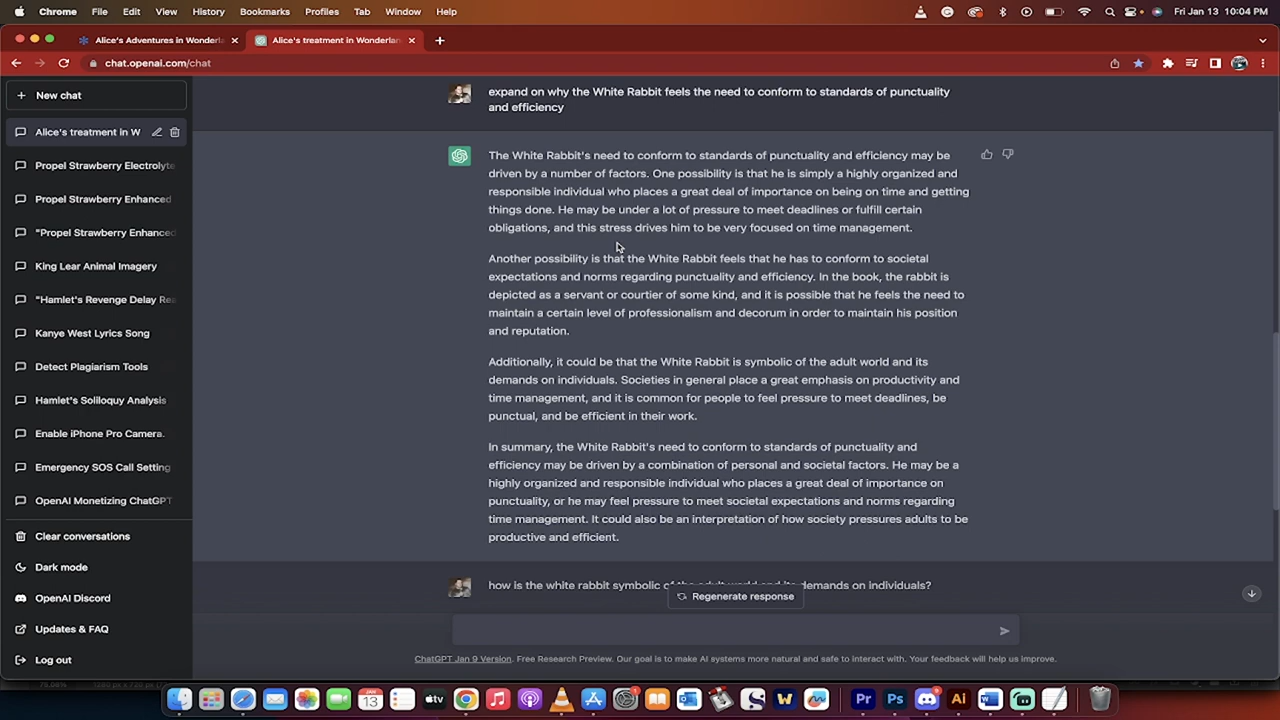 Chrome File Edit View History Bookmarks Profiles Tab Window Help Fri Jan 13 10:04 PM
Alice's Adventures in Wonderla
Alice's treatment in Wonderlan
chat.openai.com/chat
New chat
Alice's treatment in W
Propel Strawberry Electrolyte
Propel Strawberry Enhanced
"Propel Strawberry Enhanced
King Lear Animal Imagery
"Hamlet's Revenge Delay Rea
Kanye West Lyrics Song
Detect Plagiarism Tools
Hamlet's Soliloquy Analysis
Enable iPhone Pro Camera.
Emergency SOS Call Setting
OpenAI Monetizing ChatGPT
Clear conversations
Dark mode
OpenAI Discord
Updates & FAQ
Log out
expand on why the White Rabbit feels the need to conform to standards of punctuality
and efficiency
The White Rabbit's need to conform to standards of punctuality and efficiency may be
driven by a number of factors. One possibility is that he is simply a highly organized and
responsible individual who places a great deal of importance on being on time and getting
things done. He may be under a lot of pressure to meet deadlines or fulfill certain
obligations, and this stress drives him to be very focused on time management.
Another possibility is that the White Rabbit feels that he has to conform to societal
expectations and norms regarding punctuality and efficiency. In the book, the rabbit is
depicted as a servant or courtier of some kind, and it is possible that he feels the need to
maintain a certain level of professionalism and decorum in order to maintain his position
and reputation.
Additionally, it could be that the White Rabbit is symbolic of the adult world and its
demands on individuals. Societies in general place a great emphasis on productivity and
time management, and it is common for people to feel pressure to meet deadlines, be
punctual, and be efficient in their work.
In summary, the White Rabbit's need to conform to standards of punctuality and
efficiency may be driven by a combination of personal and societal factors. He may be a
highly organized and responsible individual who places a great deal of importance on
punctuality, or he may feel pressure to meet societal expectations and norms regarding
time management. It could also be an interpretation of how society pressures adults to be
productive and efficient.
how is the white rabbit symbolic of the adult world and its demands on individuals?
Regenerate response
ChatGPT Jan 9 Version. Free Research Preview. Our goal is to make AI systems more natural and safe to interact with. Your feedback will help us improve.
JAN
13
tv
W
Pr
Ps
Ai